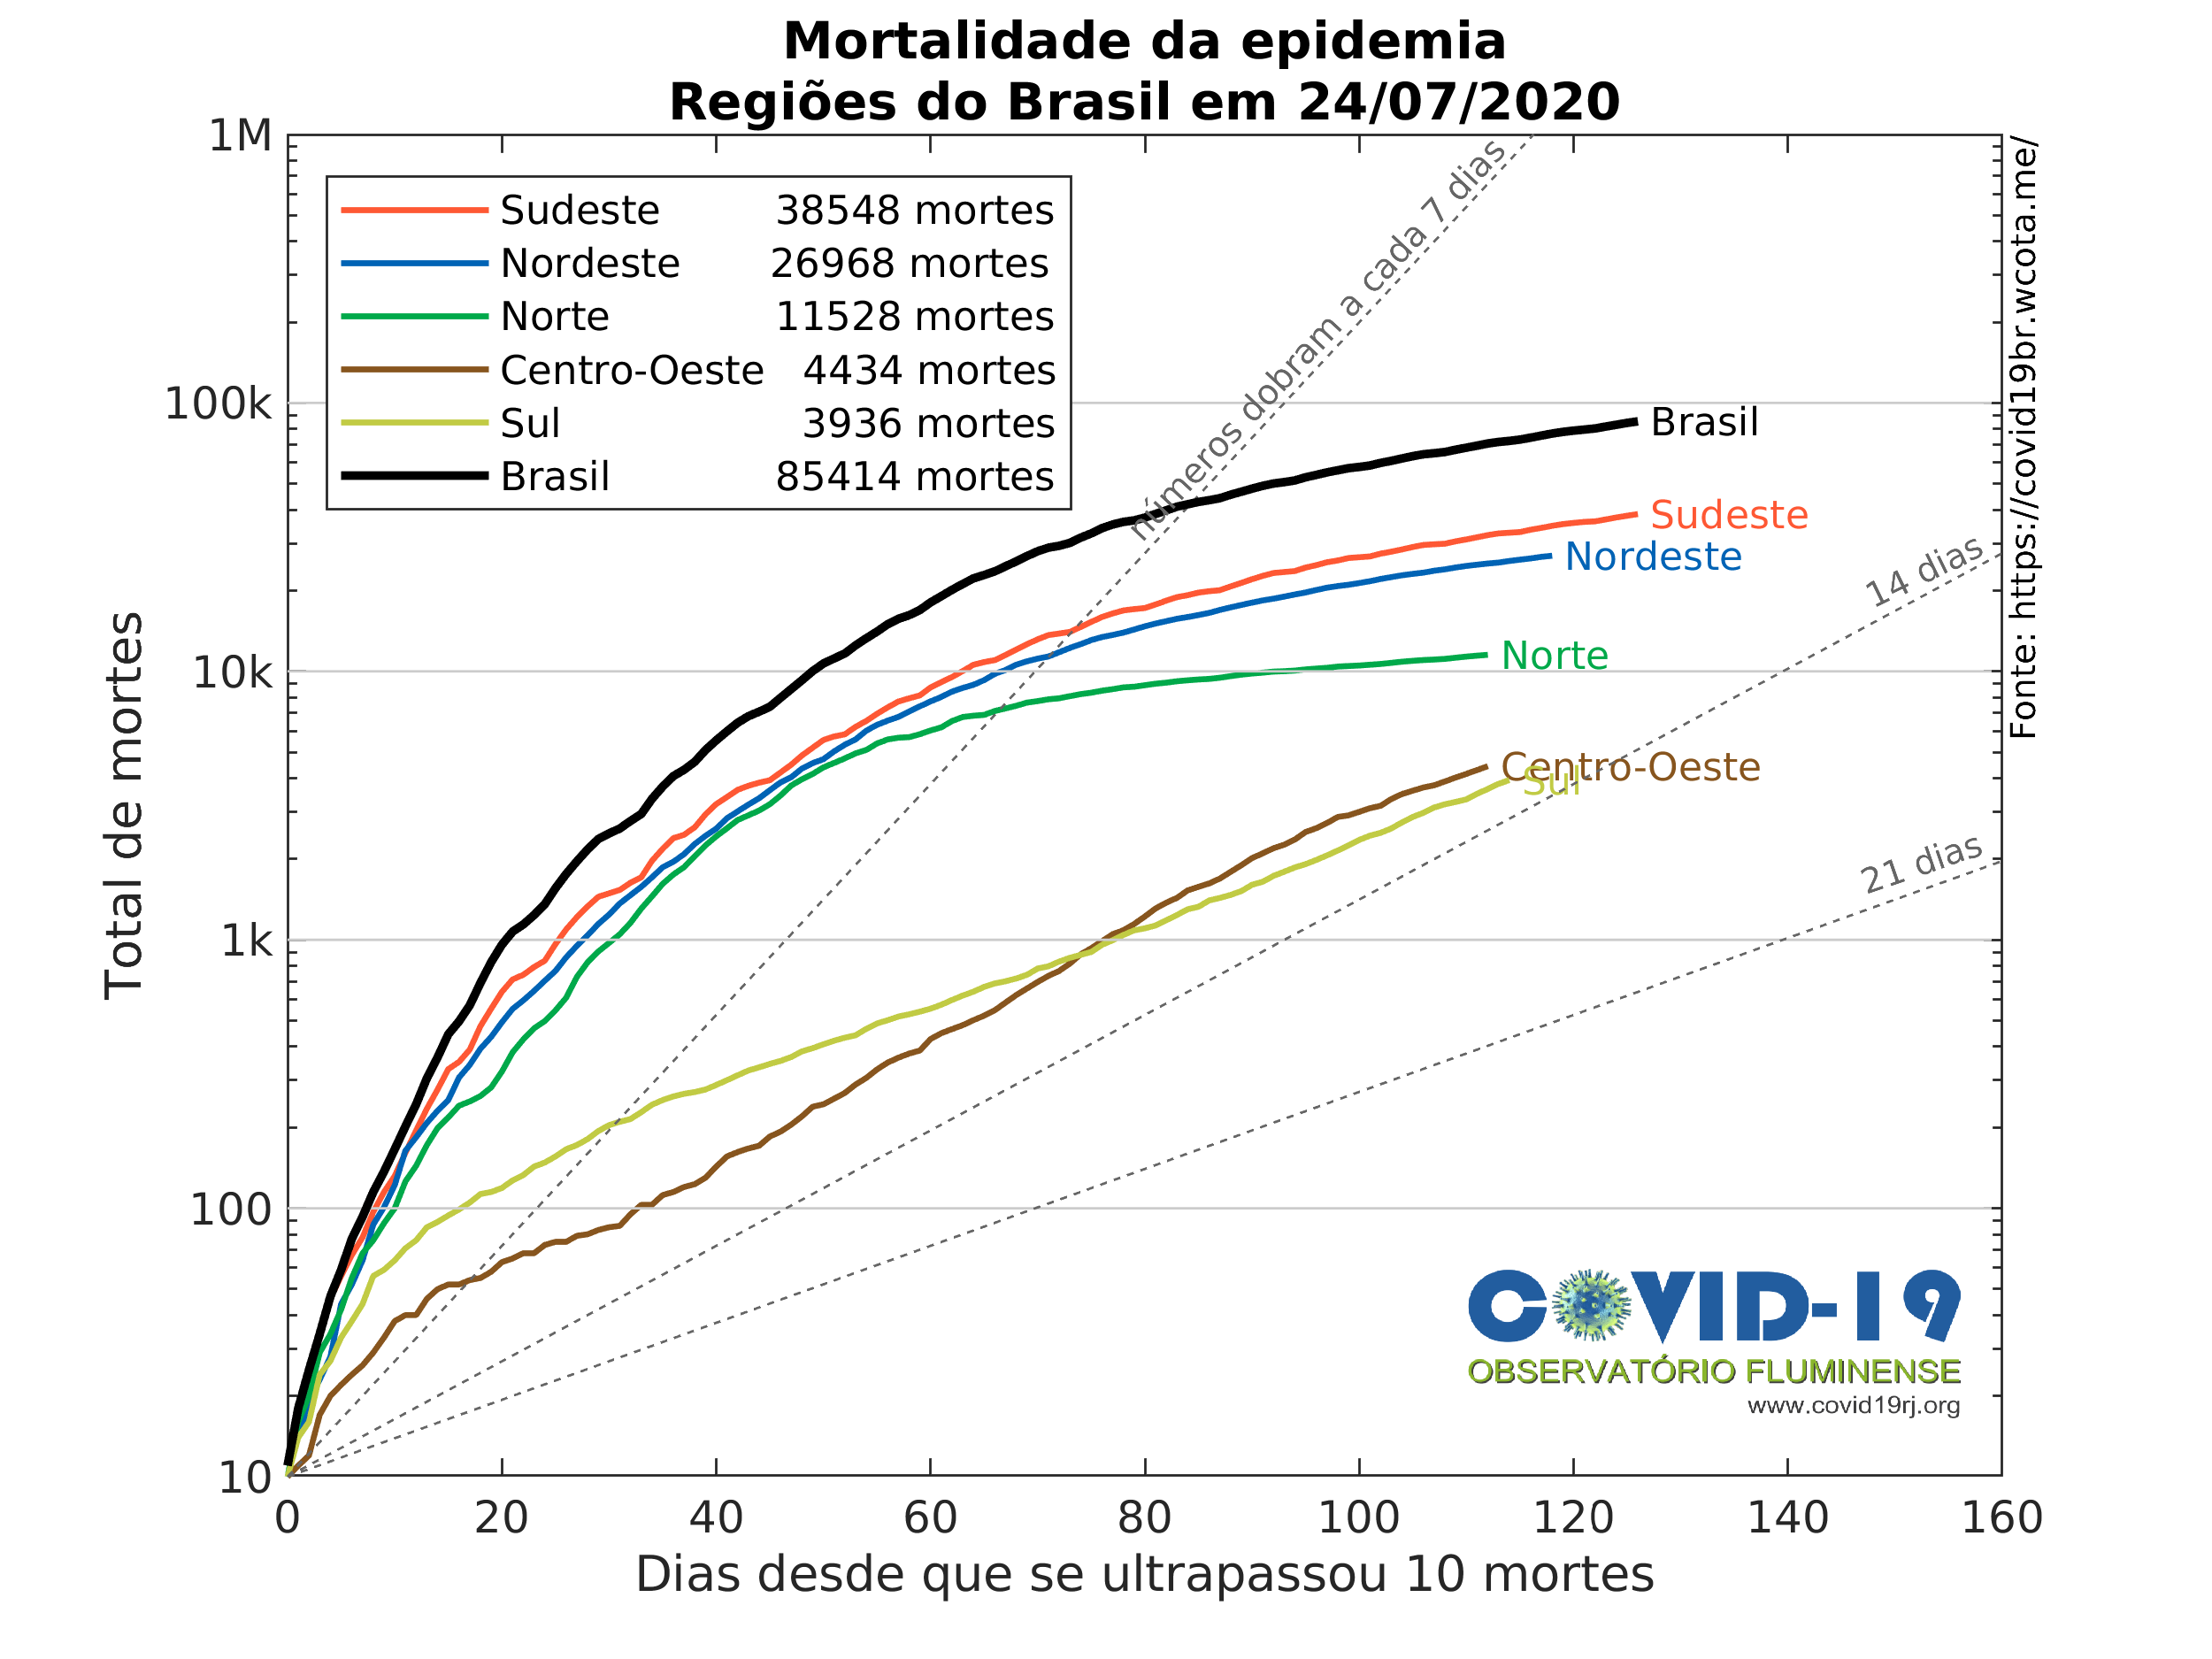 Mortalidade da epidemia
Regiões do Brasil em 24/07/2020
1M
100k
10k
1k
100
10
Total de mortes
Sudeste 38548 mortes
Nordeste 26968 mortes
Norte 11528 mortes
Centro-Oeste 4434 mortes
Sul 3936 mortes
Brasil 85414 mortes
números dobram a cada 7 dias
14 dias
21 dias
Brasil
Sudeste
Nordeste
Norte
Centro-Oeste
Sul
Fonte: https://covid19br.wcota.me/
COVID-19
OBSERVATÓRIO FLUMINENSE
www.covid19rj.org
0 20 40 60 80 100 120 140 160
Dias desde que se ultrapassou 10 mortes